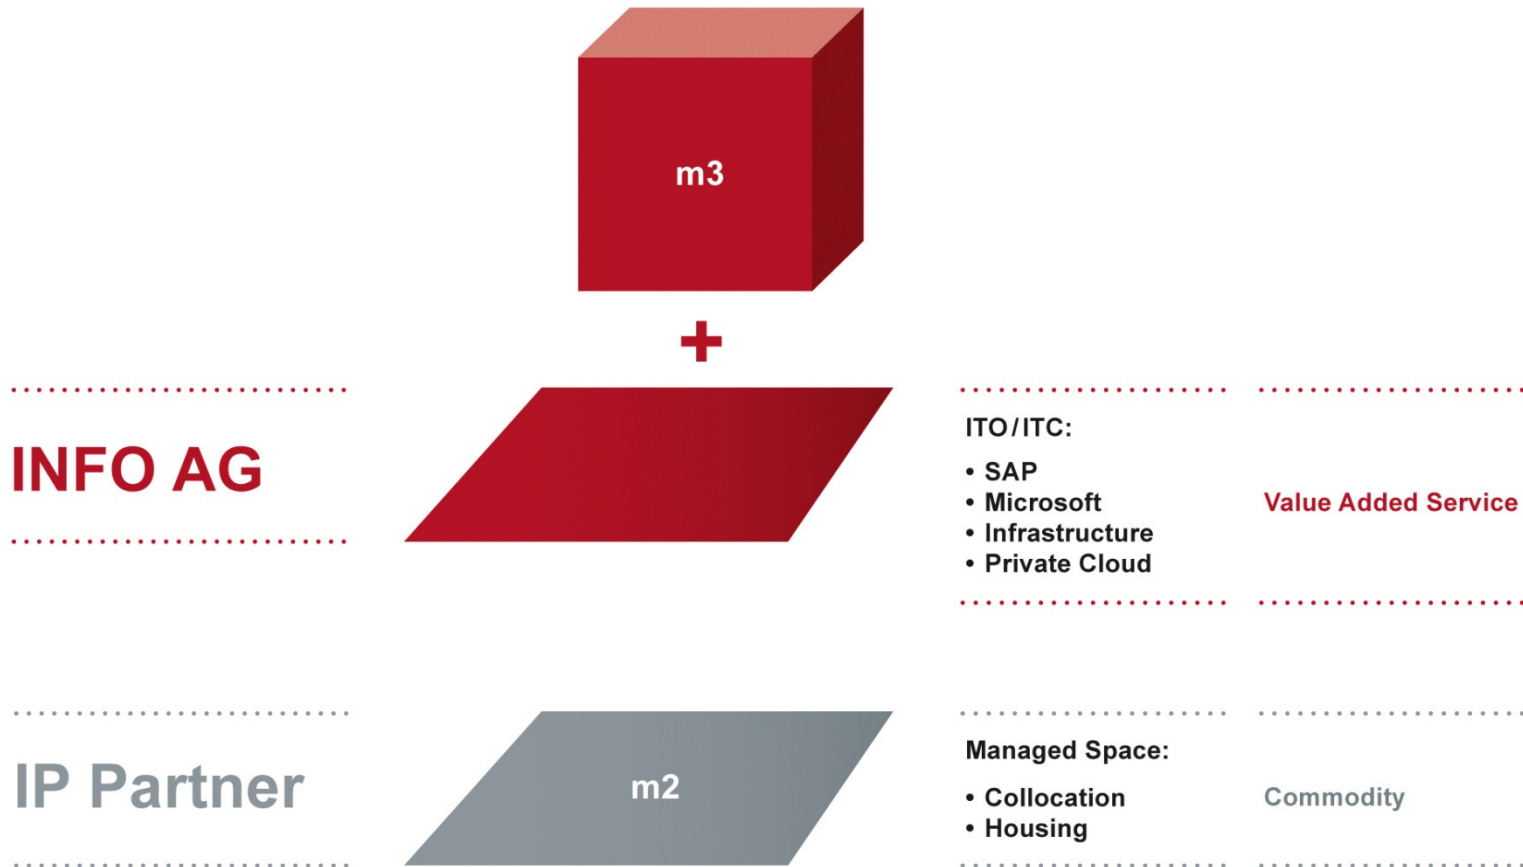 m3
+
INFO AG
ITO/ITC:
• SAP
• Microsoft
• Infrastructure
• Private Cloud
Value Added Service
IP Partner
m2
Managed Space:
• Collocation
• Housing
Commodity